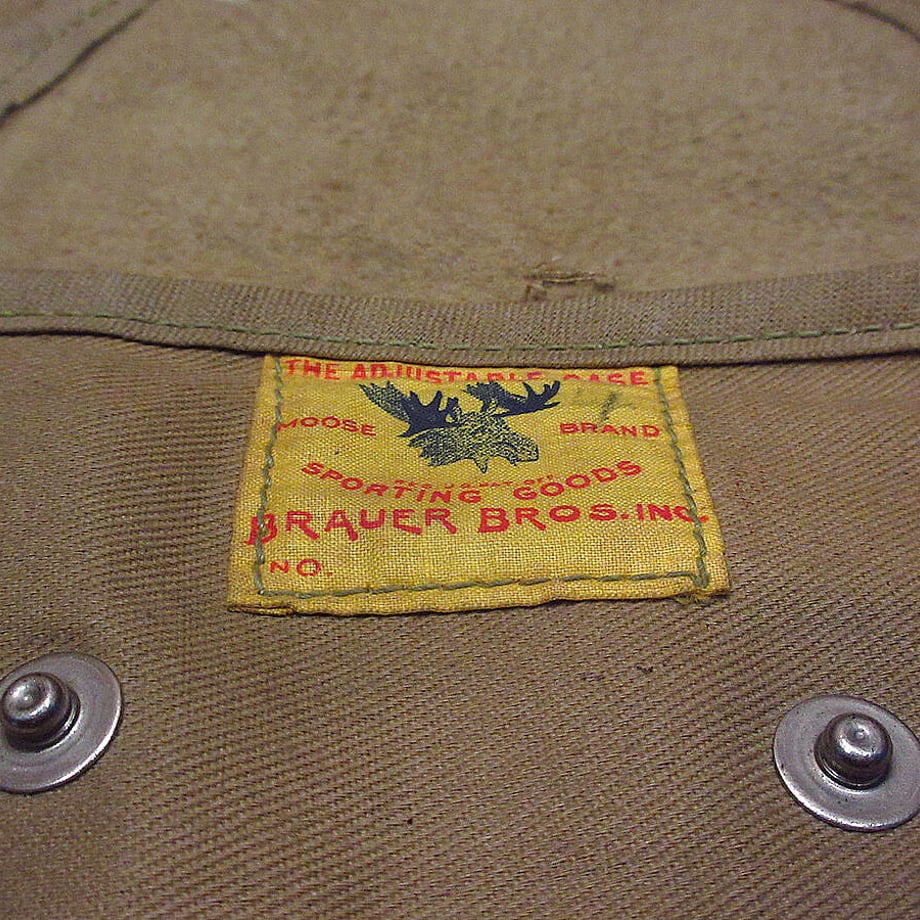 THE ADJUSTABLE CASE
MOOSE BRAND
SPORTING GOODS
BRAUER BROS. INC.
NO.